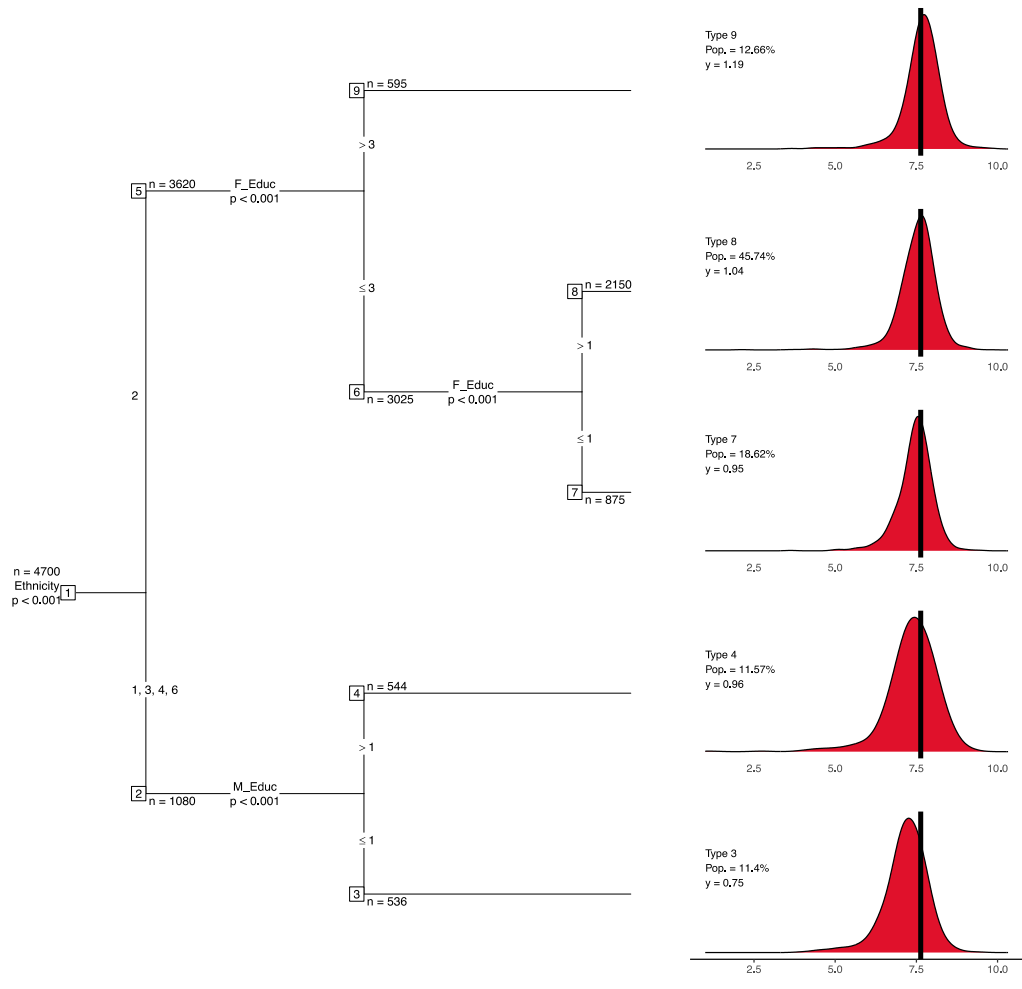 Type 9
Pop. = 12.66%
y = 1.19
2.5 5.0 7.5 10.0
9 n = 595
> 3
5 n = 3620
F_Educ
p < 0.001
≤ 3
Type 8
Pop. = 45.74%
y = 1.04
2.5 5.0 7.5 10.0
8 n = 2150
> 1
6 n = 3025
F_Educ
p < 0.001
≤ 1
7 n = 875
Type 7
Pop. = 18.62%
y = 0.95
2.5 5.0 7.5 10.0
2
n = 4700
Ethnicity
p < 0.001
1
1, 3, 4, 6
Type 4
Pop. = 11.57%
y = 0.96
2.5 5.0 7.5 10.0
4 n = 544
> 1
2 n = 1080
M_Educ
p < 0.001
≤ 1
3 n = 536
Type 3
Pop. = 11.4%
y = 0.75
2.5 5.0 7.5 10.0